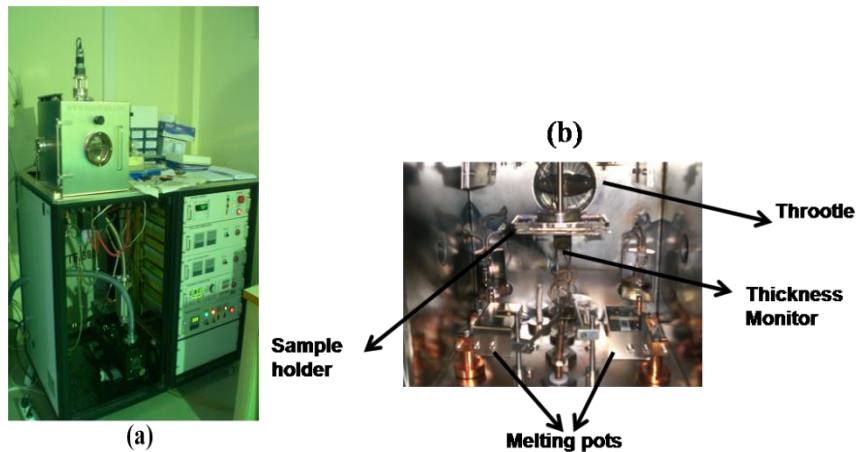 (b)
Throotle
Thickness
Monitor
Sample
holder
Melting pots
(a)